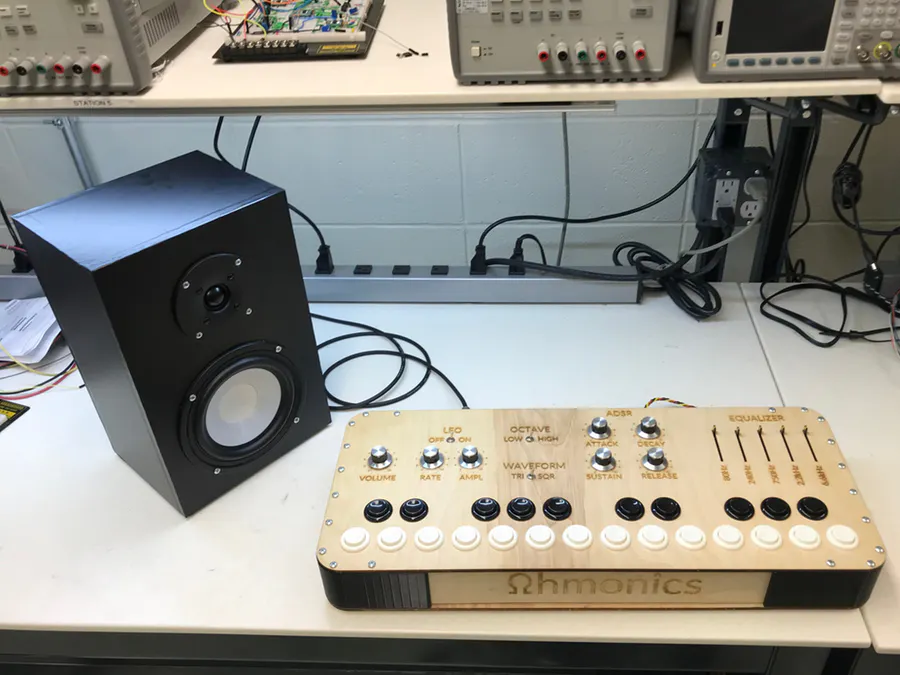 STATION 5
LFO
OFF ON
OCTAVE
LOW HIGH
ADSR
ATTACK DECAY
EQUALIZER
VOLUME
RATE AMPL
WAVEFORM
TRI SQR
SUSTAIN RELEASE
Ωhmonics